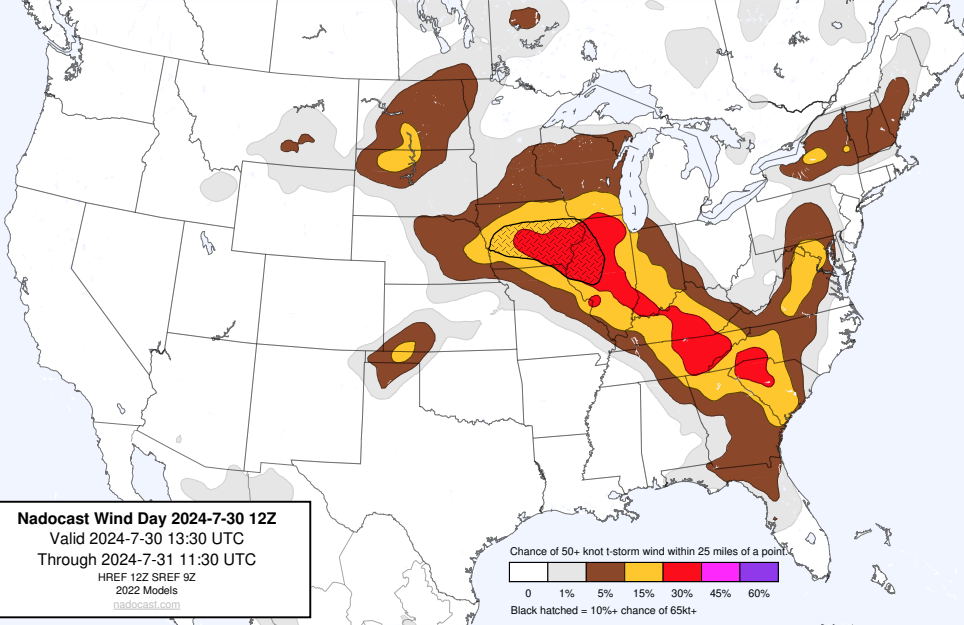 Nadocast Wind Day 2024-7-30 12Z
Valid 2024-7-30 13:30 UTC
Through 2024-7-31 11:30 UTC
HREF 12Z SREF 9Z
2022 Models
nadocast.com
Chance of 50+ knot t-storm wind within 25 miles of a point.
0 1% 5% 15% 30% 45% 60%
Black hatched = 10%+ chance of 65kt+